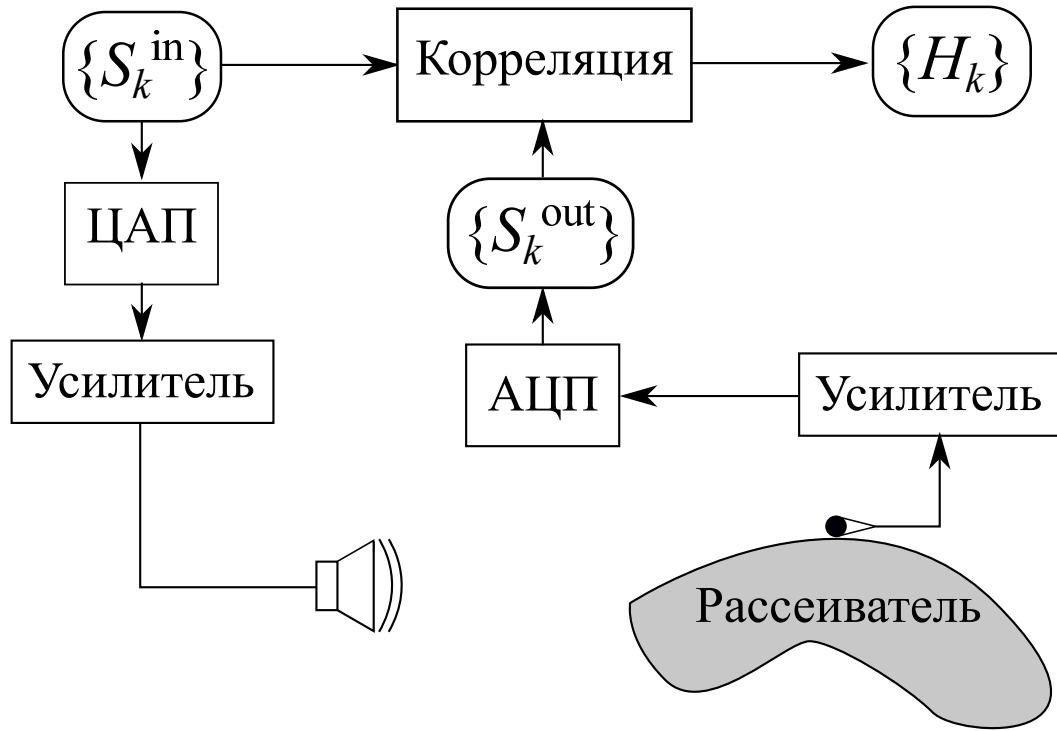 {S_k^in}
Корреляция
{H_k}
ЦАП
{S_k^out}
Усилитель
АЦП
Усилитель
Рассеиватель